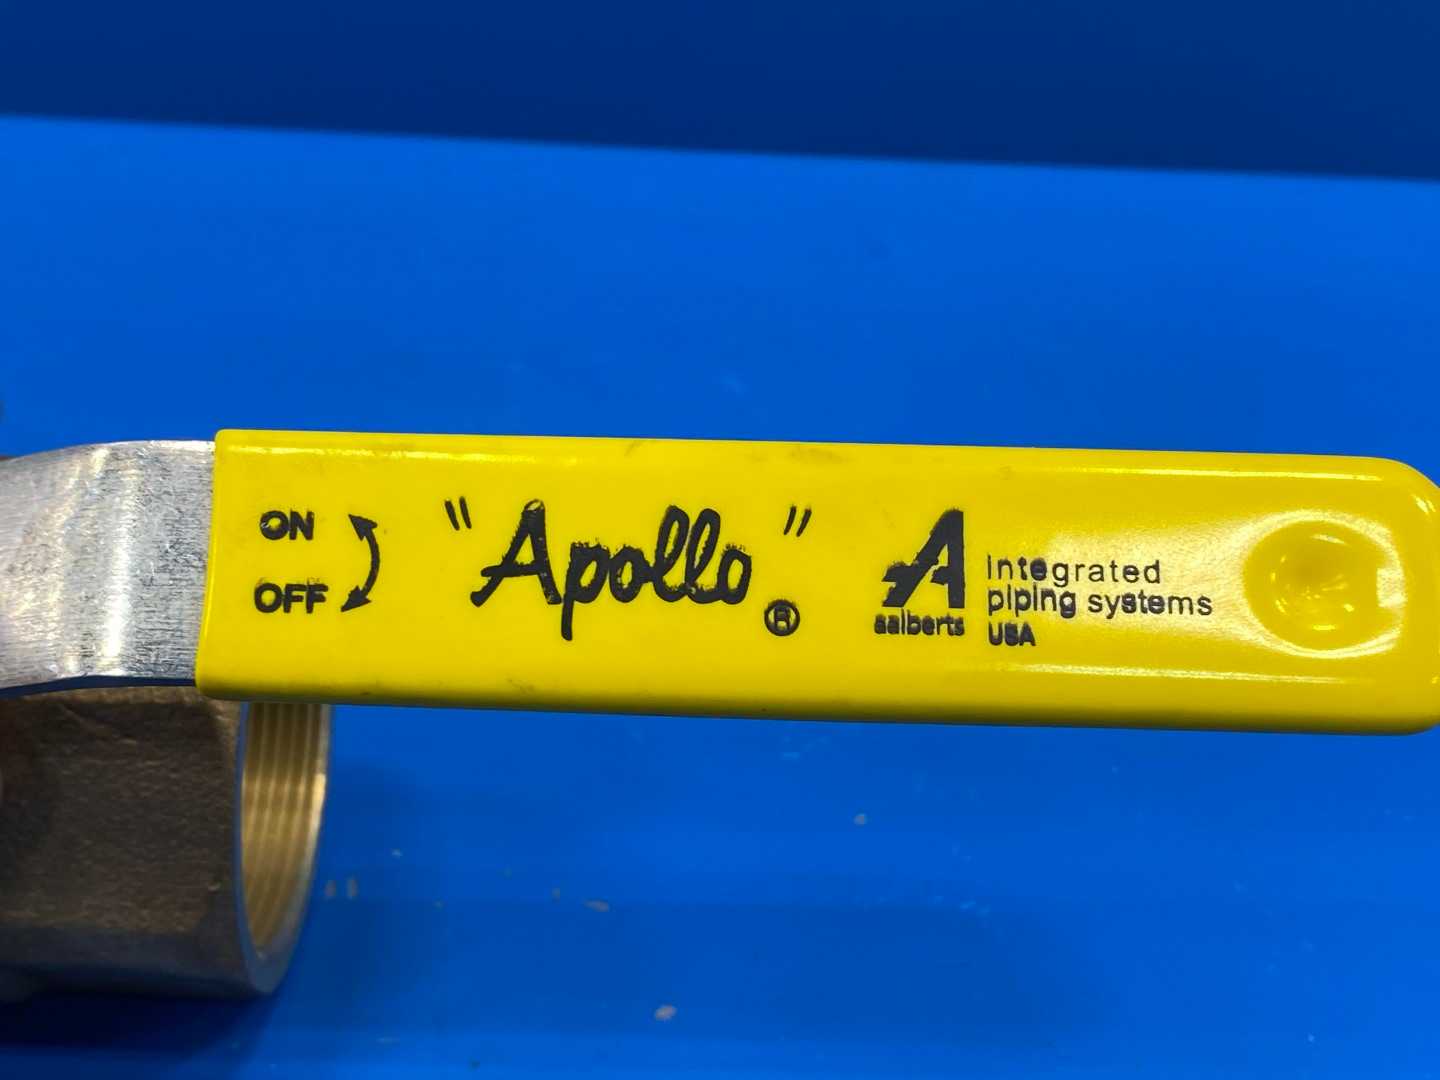 ON
OFF
"Apollo"®
A
aalberts
integrated
piping systems
USA